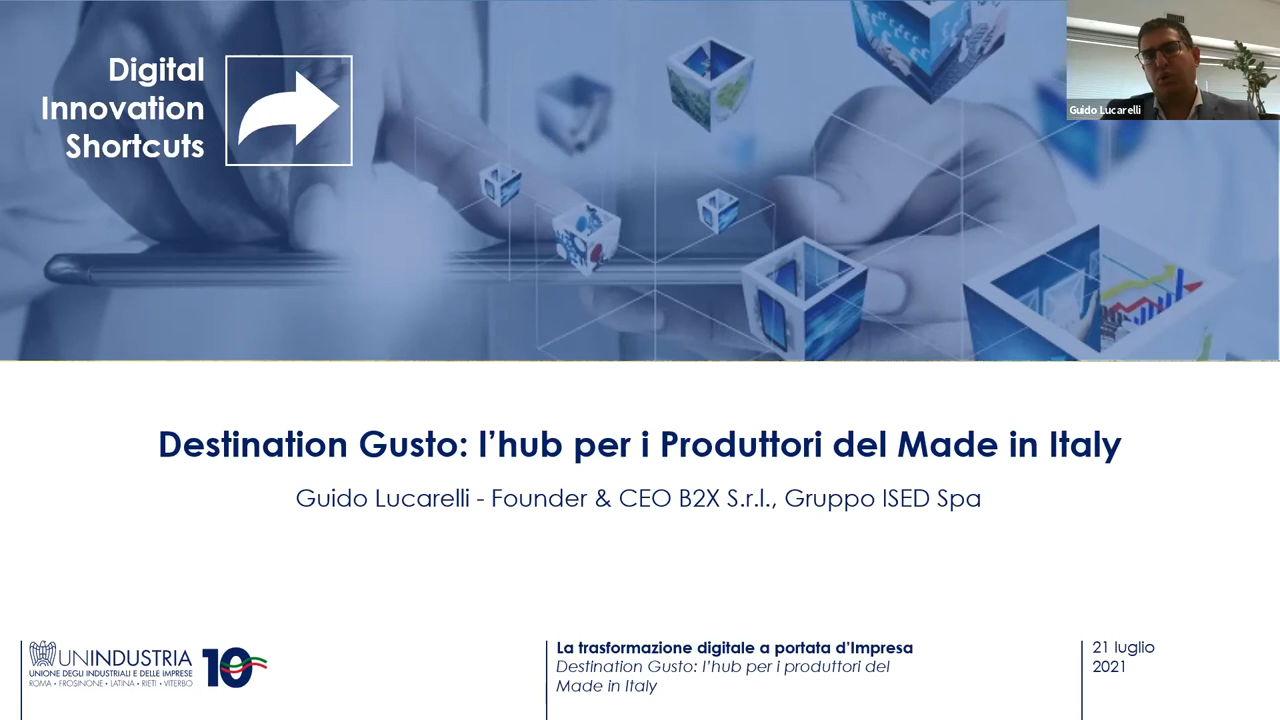 Digital
Innovation
Shortcuts
Guido Lucarelli
Destination Gusto: l’hub per i Produttori del Made in Italy
Guido Lucarelli - Founder & CEO B2X S.r.l., Gruppo ISED Spa
UNINDUSTRIA
UNIONE DEGLI INDUSTRIALI E DELLE IMPRESE
ROMA • FROSINONE • LATINA • RIETI • VITERBO
10
La trasformazione digitale a portata d’Impresa
Destination Gusto: l’hub per i produttori del
Made in Italy
21 luglio
2021